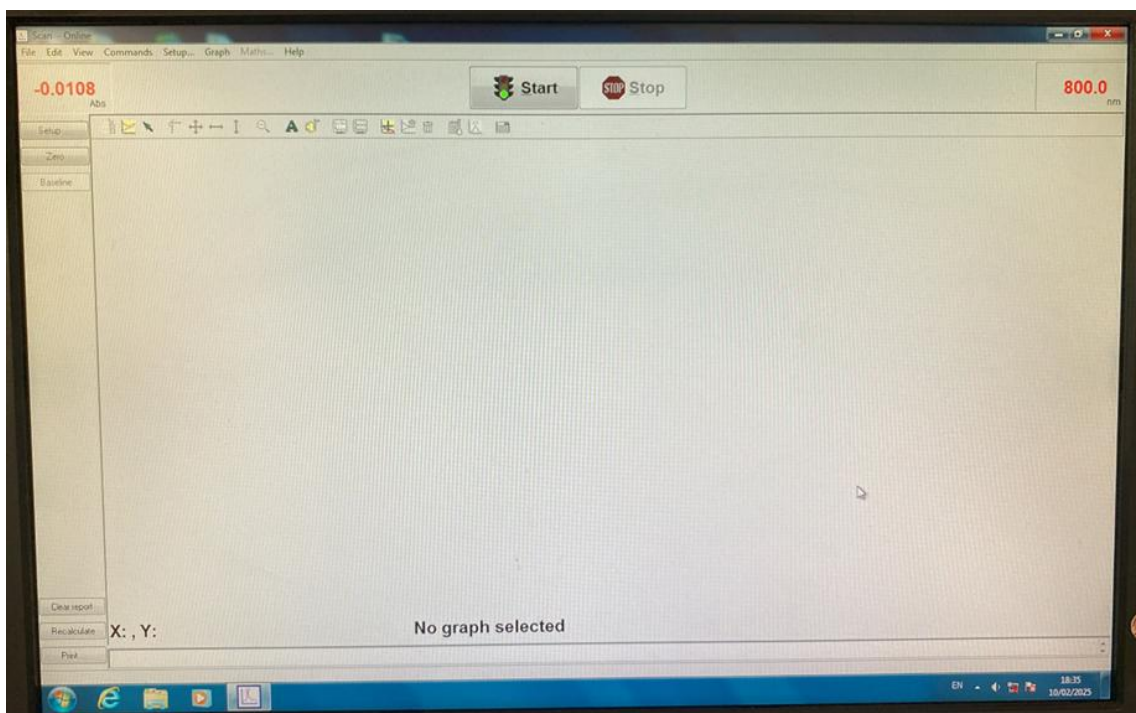 Scan - Online
File Edit View Commands Setup... Graph Maths... Help
-0.0108
Abs
Start
STOP Stop
800.0
nm
Setup...
Zero
Baseline
A
Clear report
Recalculate
Print...
X: , Y:
No graph selected
EN
18:35
10/02/2025